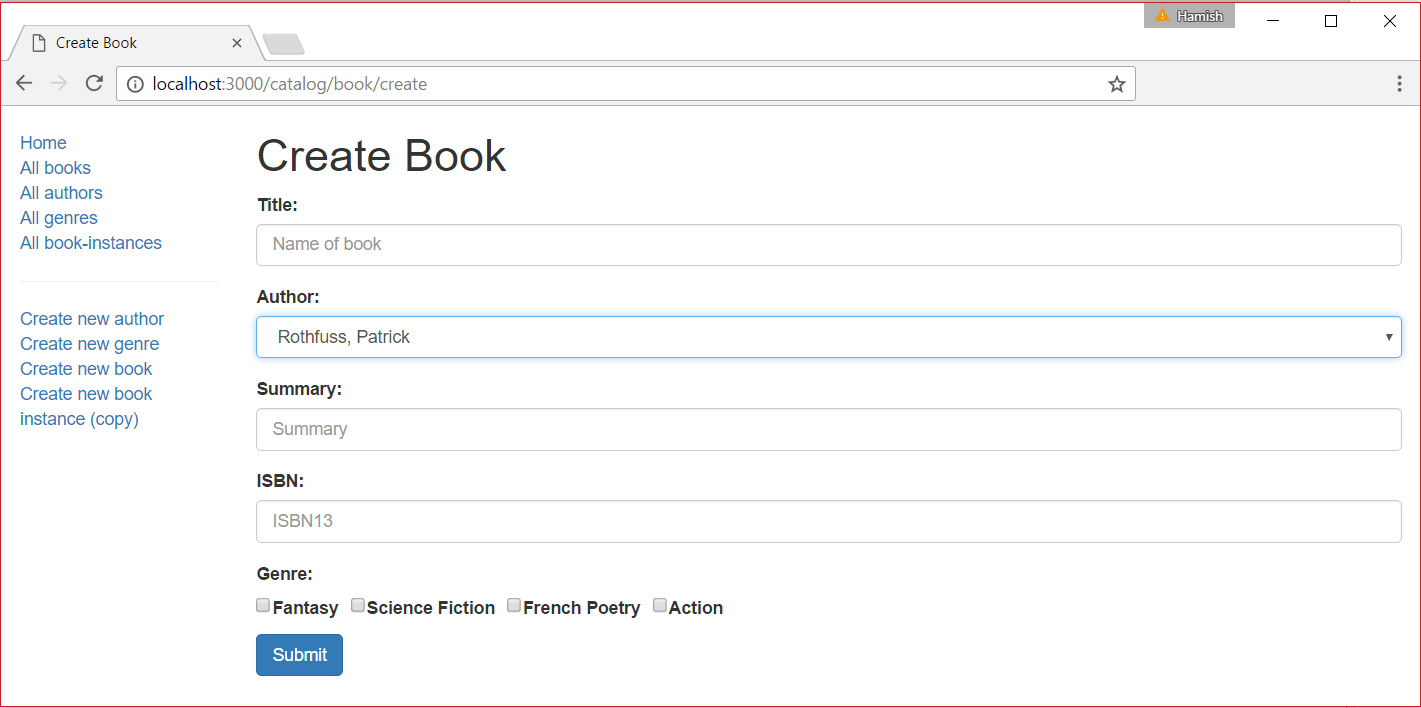 Hamish
Create Book
localhost:3000/catalog/book/create
Home
All books
All authors
All genres
All book-instances
Create new author
Create new genre
Create new book
Create new book
instance (copy)
Create Book
Title:
Name of book
Author:
Rothfuss, Patrick
Summary:
Summary
ISBN:
ISBN13
Genre:
Fantasy Science Fiction French Poetry Action
Submit